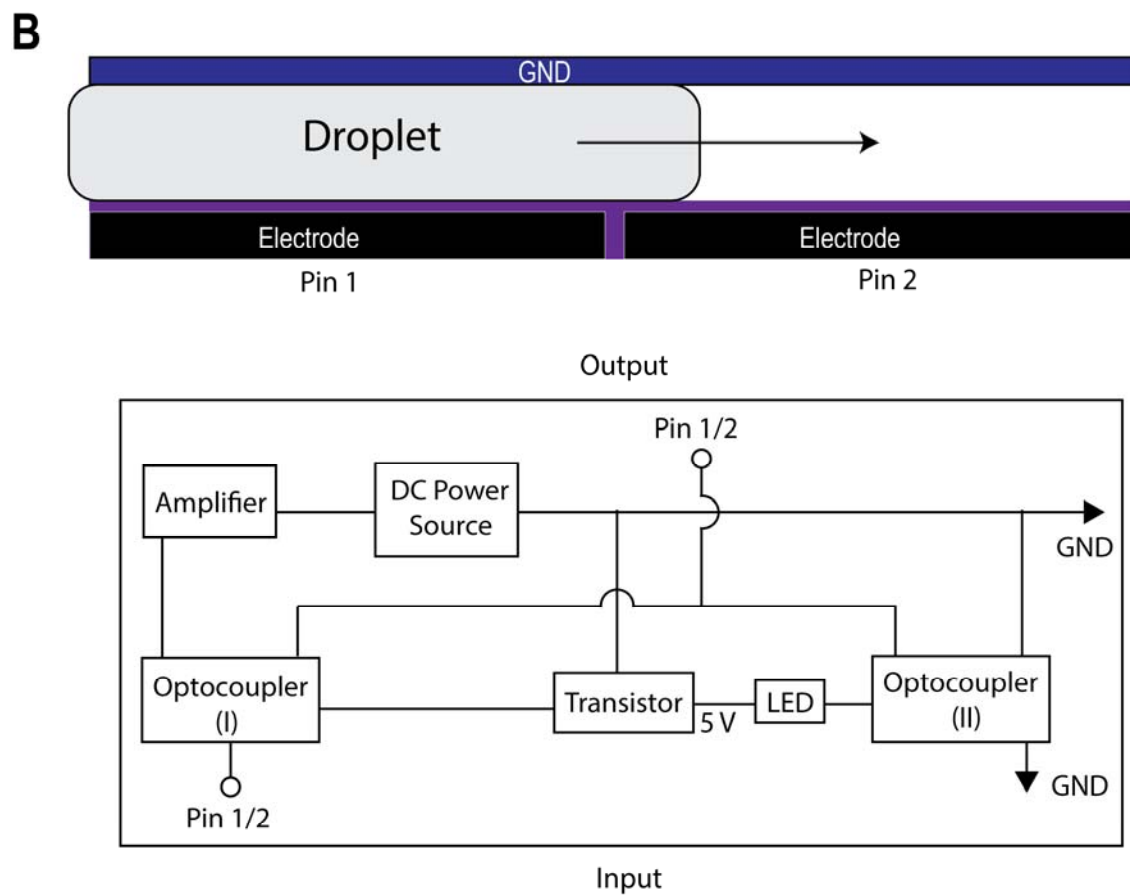 B
GND
Droplet
Electrode
Electrode
Pin 1
Pin 2
Output
Pin 1/2
Amplifier
DC Power
Source
GND
Optocoupler
(I)
Transistor
5 V
LED
Optocoupler
(II)
GND
Pin 1/2
Input